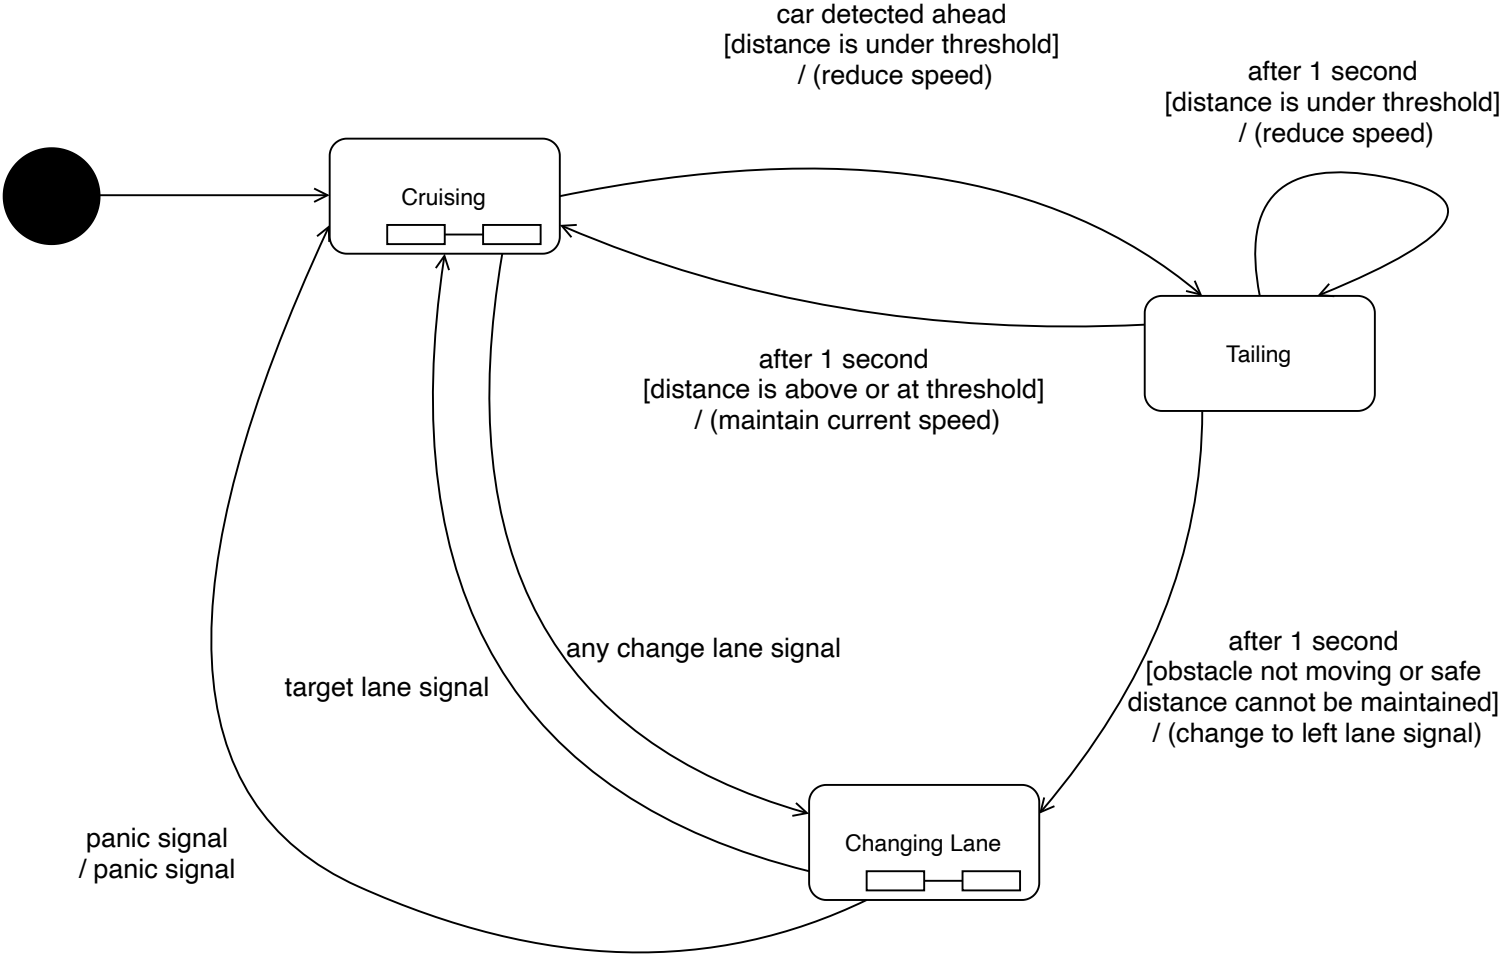 car detected ahead
[distance is under threshold]
/ (reduce speed)
after 1 second
[distance is under threshold]
/ (reduce speed)
Cruising
Tailing
after 1 second
[distance is above or at threshold]
/ (maintain current speed)
any change lane signal
target lane signal
after 1 second
[obstacle not moving or safe
distance cannot be maintained]
/ (change to left lane signal)
panic signal
/ panic signal
Changing Lane